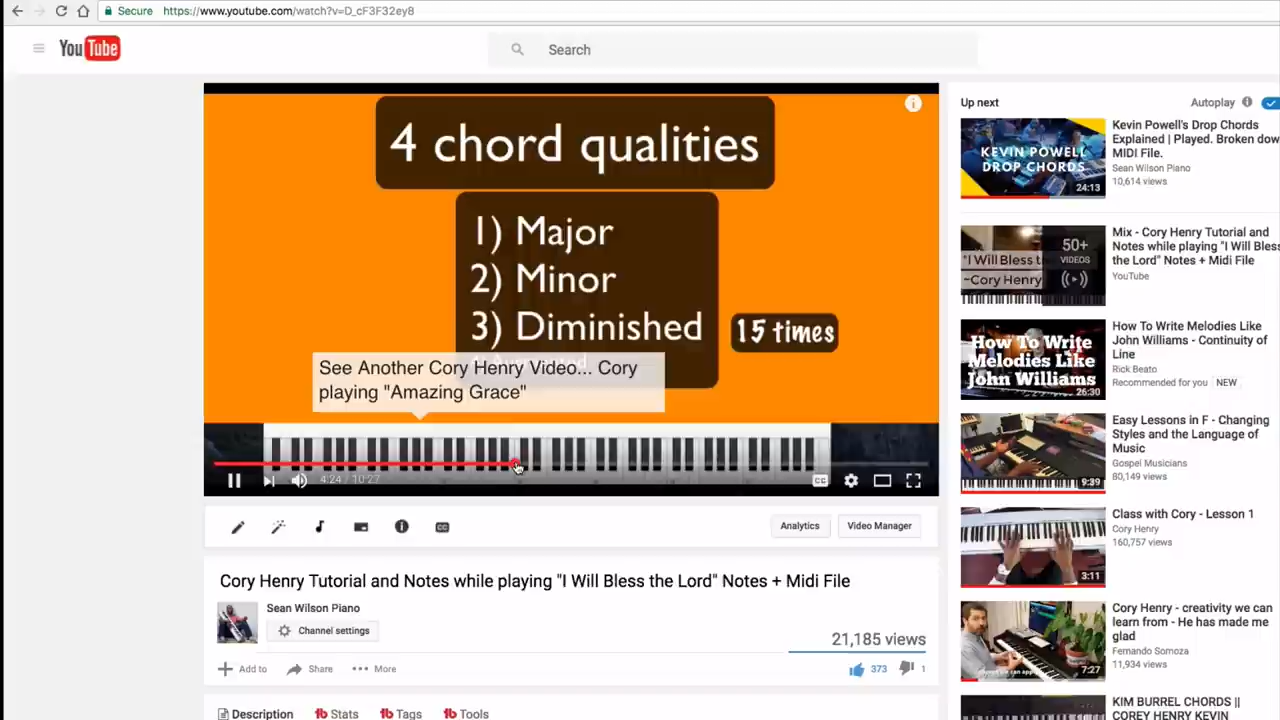 Secure https://www.youtube.com/watch?v=D_cF3F32ey8
YouTube
Search
4 chord qualities
1) Major
2) Minor
3) Diminished
15 times
See Another Cory Henry Video... Cory
playing "Amazing Grace"
4:24 / 10:27
CC
Analytics
Video Manager
Cory Henry Tutorial and Notes while playing "I Will Bless the Lord" Notes + Midi File
Sean Wilson Piano
Channel settings
21,185 views
Add to
Share
More
373
1
Description
tb Stats
tb Tags
tb Tools
Up next
Autoplay
KEVIN POWELL
DROP CHORDS
24:13
Kevin Powell's Drop Chords
Explained | Played. Broken dow
MIDI File.
Sean Wilson Piano
10,614 views
"I Will Bless t
~Cory Henry
50+
VIDEOS
Mix - Cory Henry Tutorial and
Notes while playing "I Will Bless
the Lord" Notes + Midi File
YouTube
How To Write
Melodies Like
John Williams
26:30
How To Write Melodies Like
John Williams - Continuity of
Line
Rick Beato
Recommended for you NEW
9:39
Easy Lessons in F - Changing
Styles and the Language of
Music
Gospel Musicians
80,149 views
3:11
Class with Cory - Lesson 1
Cory Henry
160,757 views
7:27
Cory Henry - creativity we can
learn from - He has made me
glad
Fernando Somoza
11,934 views
KIM BURREL CHORDS ||
COREY HENRY KEVIN